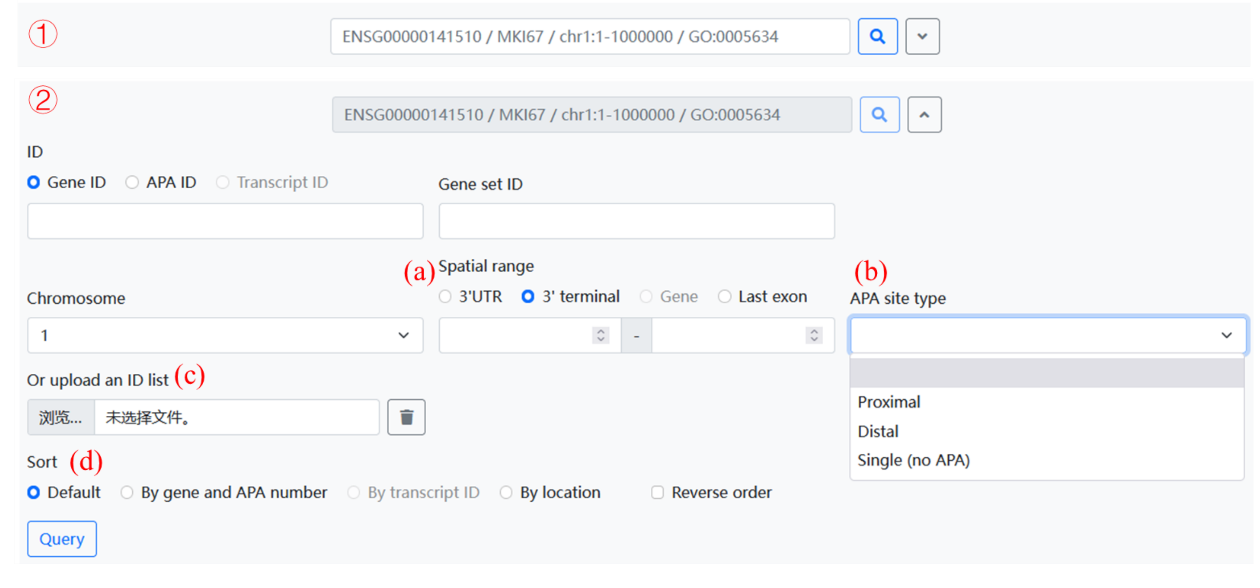 ①
ENSG00000141510 / MKI67 / chr1:1-1000000 / GO:0005634
②
ENSG00000141510 / MKI67 / chr1:1-1000000 / GO:0005634
ID
Gene ID APA ID Transcript ID
Gene set ID
Chromosome
1
(a) Spatial range
3'UTR 3' terminal Gene Last exon
-
(b)
APA site type
Proximal
Distal
Single (no APA)
Or upload an ID list (c)
浏览... 未选择文件。
Sort (d)
Default By gene and APA number By transcript ID By location Reverse order
Query